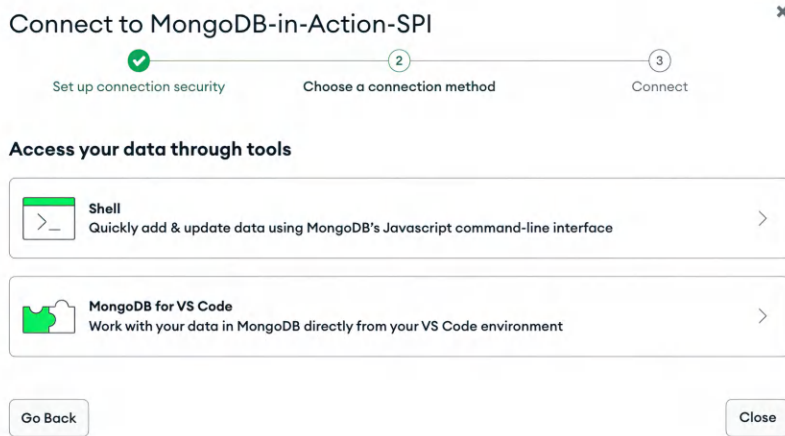 Connect to MongoDB-in-Action-SPI
2 3
Set up connection security Choose a connection method Connect
Access your data through tools
Shell
>_ Quickly add & update data using MongoDB's Javascript command-line interface
MongoDB for VS Code
Work with your data in MongoDB directly from your VS Code environment
Go Back Close